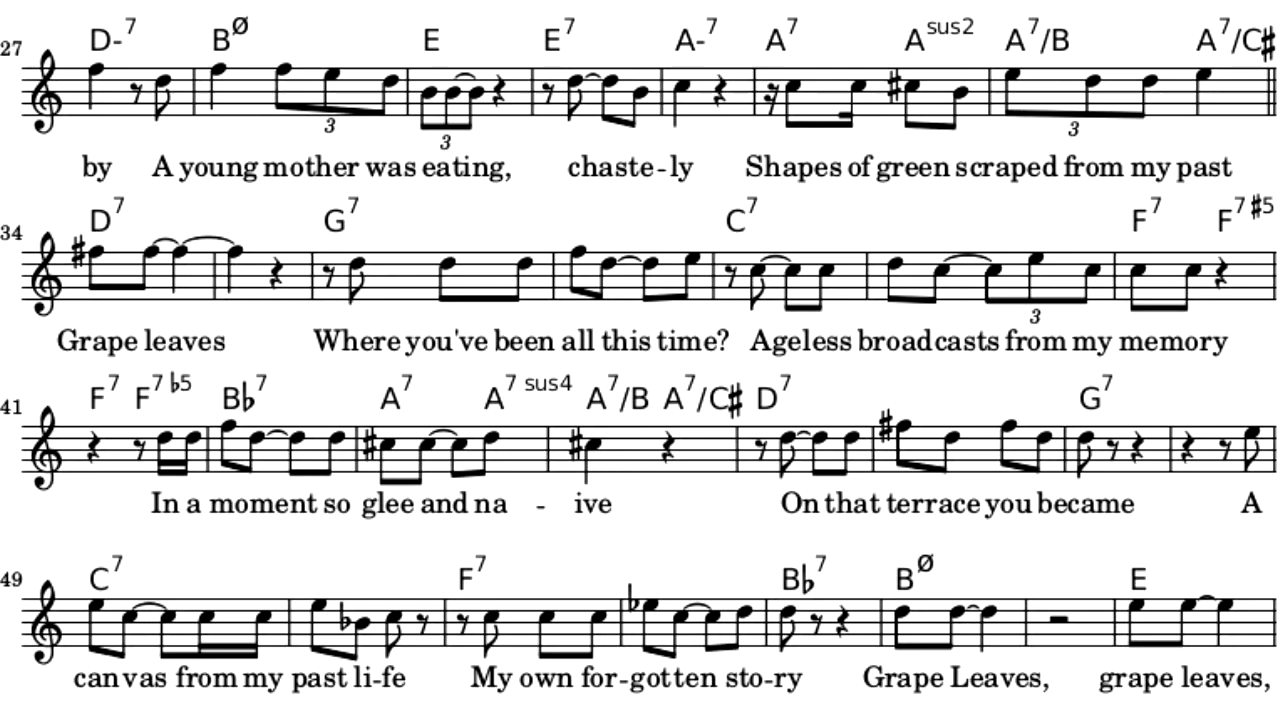 D-7 BØ E E7 A-7 A7 Asus2 A7/B A7/C♯
27
3 3 3
by A young mother was eating, chaste -- ly Shapes of green scraped from my past
D7 G7 C7 F7 F7 ♯5
34
3
Grape leaves Where you've been all this time? Ageless broadcasts from my memory
F7 F7 ♭5 B♭7 A7 A7 sus4 A7/B A7/C♯ D7 G7
41
In a moment so glee and na - ive On that terrace you became A
C7 F7 B♭7 BØ E
49
canvas from my past li-fe My own for-gotten sto-ry Grape Leaves, grape leaves,